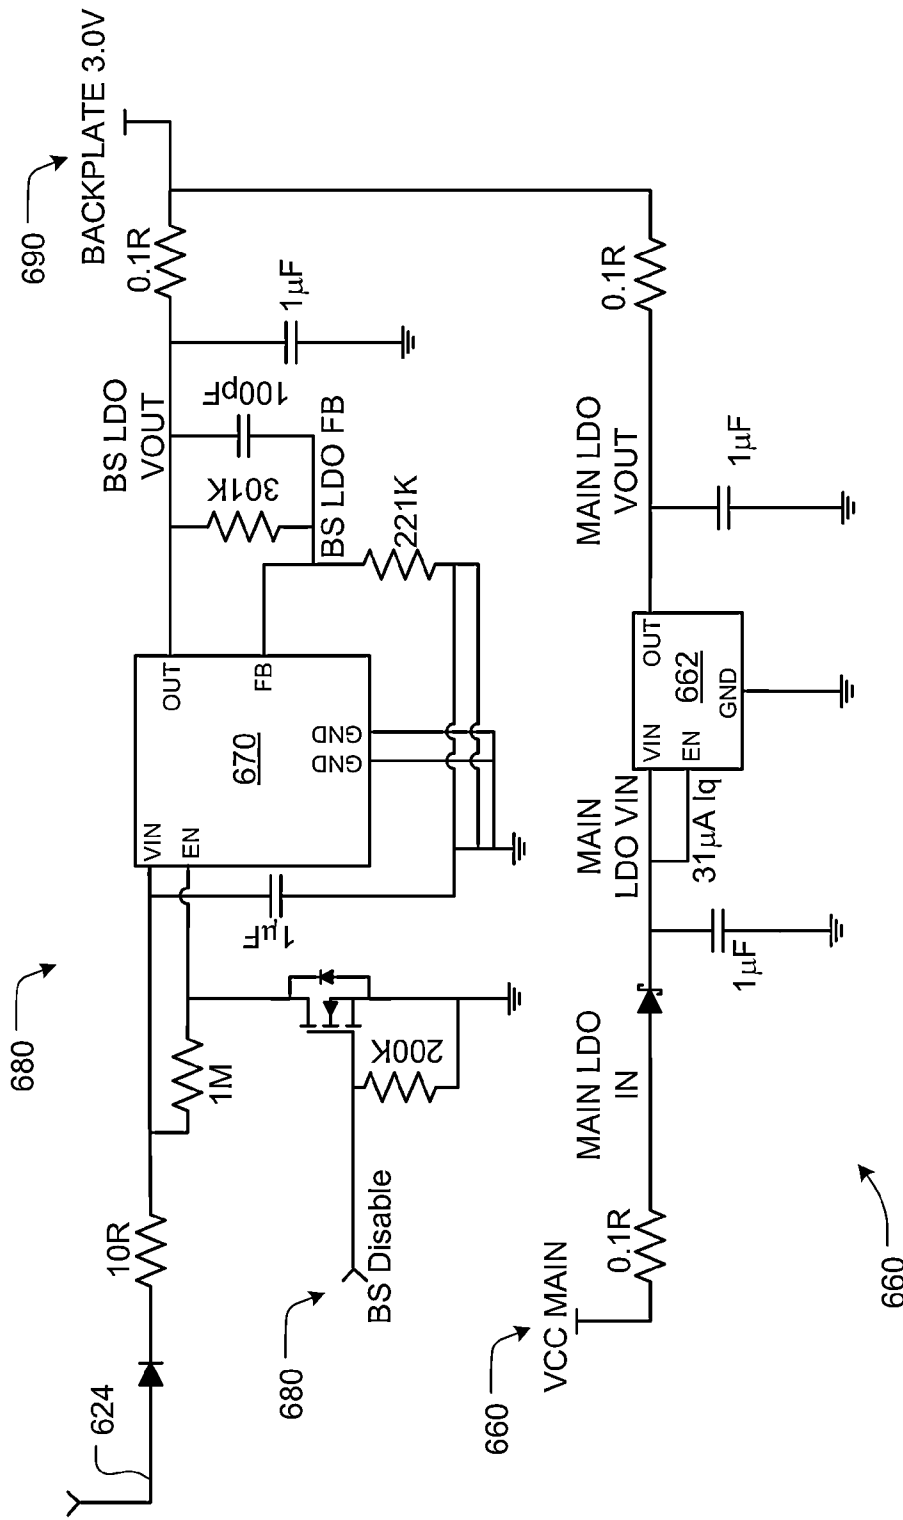 690
BACKPLATE 3.0V
0.1R
1µF
BS LDO
VOUT
100pF
301K
BS LDO FB
221K
OUT
FB
670
GND
GND
VIN
EN
1µF
680
1M
200K
10R
BS Disable
680
624
0.1R
MAIN LDO
VOUT
1µF
OUT
662
GND
VIN
EN
MAIN
LDO VIN
31µA Iq
1µF
MAIN LDO
IN
0.1R
VCC MAIN
660
660